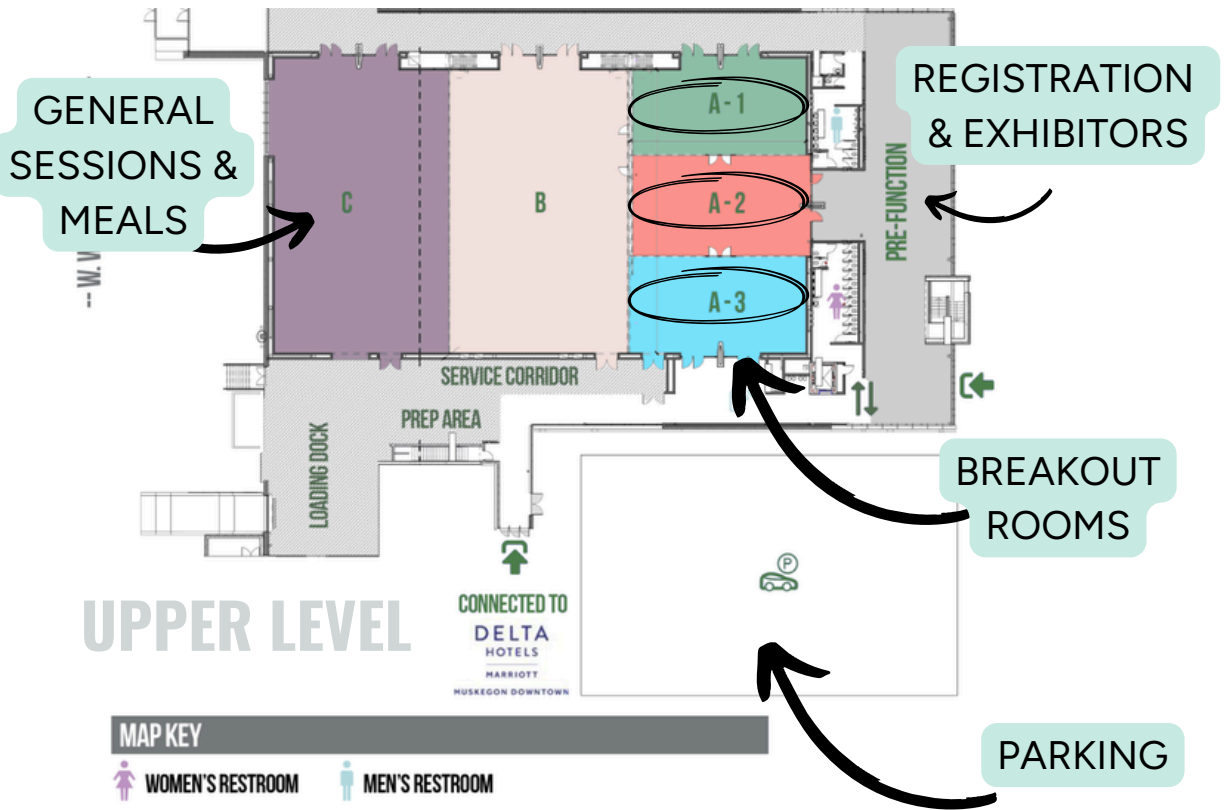 GENERAL
SESSIONS &
MEALS
REGISTRATION
& EXHIBITORS
A-1
A-2
A-3
B
C
PRE-FUNCTION
-- W. W
SERVICE CORRIDOR
PREP AREA
LOADING DOCK
BREAKOUT
ROOMS
P
UPPER LEVEL
CONNECTED TO
DELTA
HOTELS
MARRIOTT
MUSKEGON DOWNTOWN
PARKING
MAP KEY
WOMEN'S RESTROOM
MEN'S RESTROOM